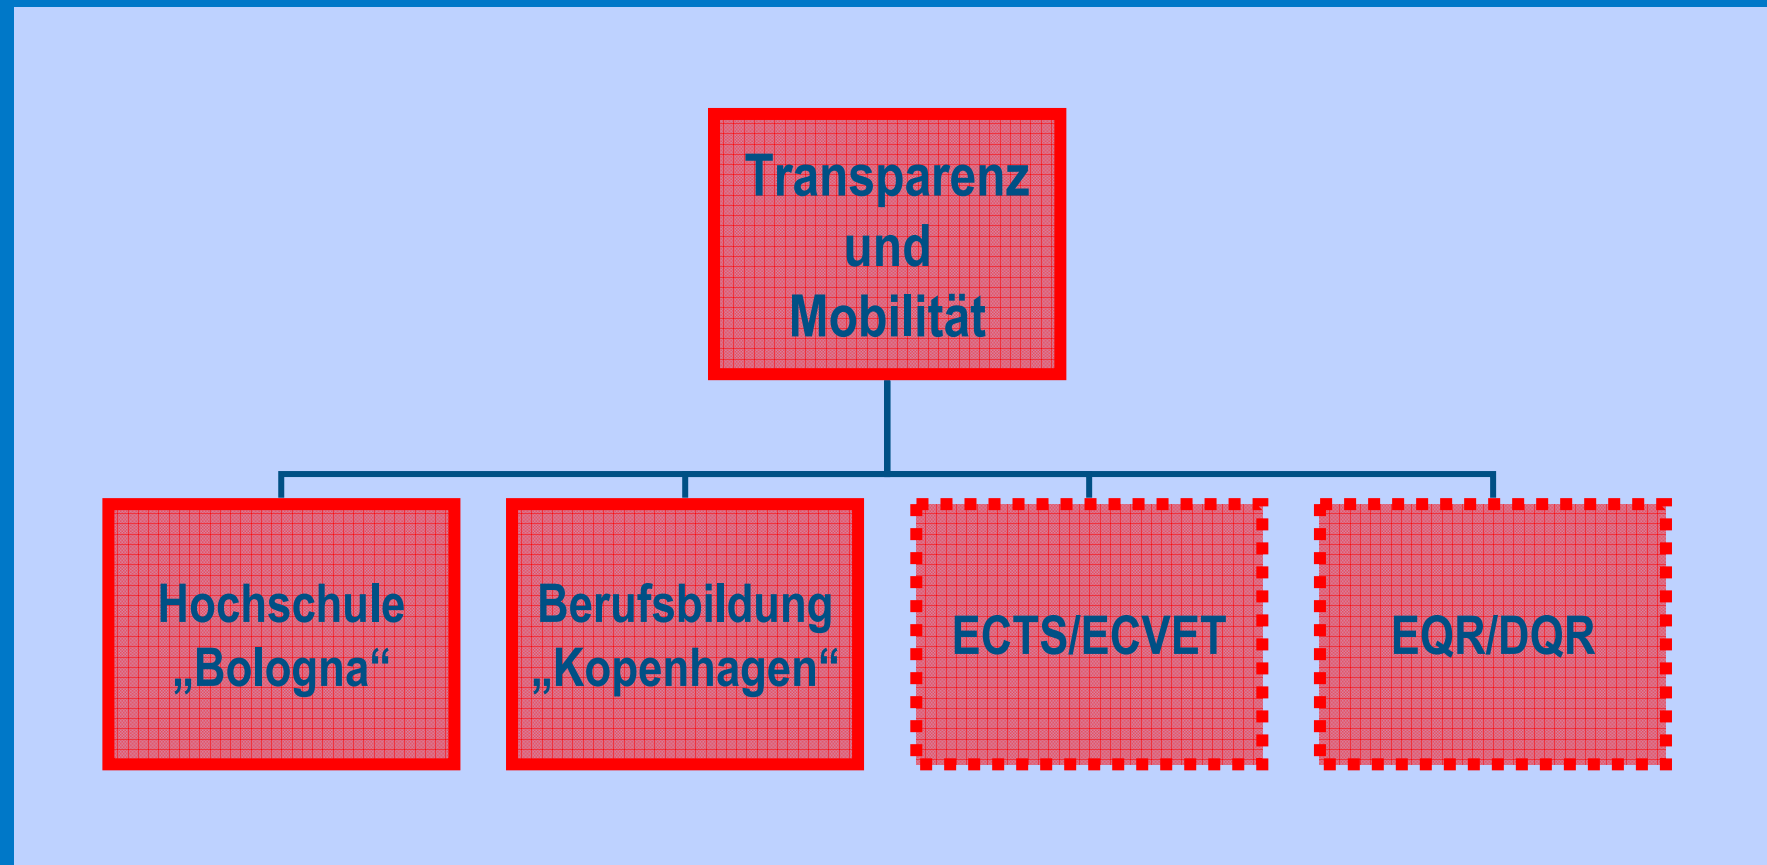 Transparenz
und
Mobilität
Hochschule
„Bologna“
Berufsbildung
„Kopenhagen“
ECTS/ECVET
EQR/DQR